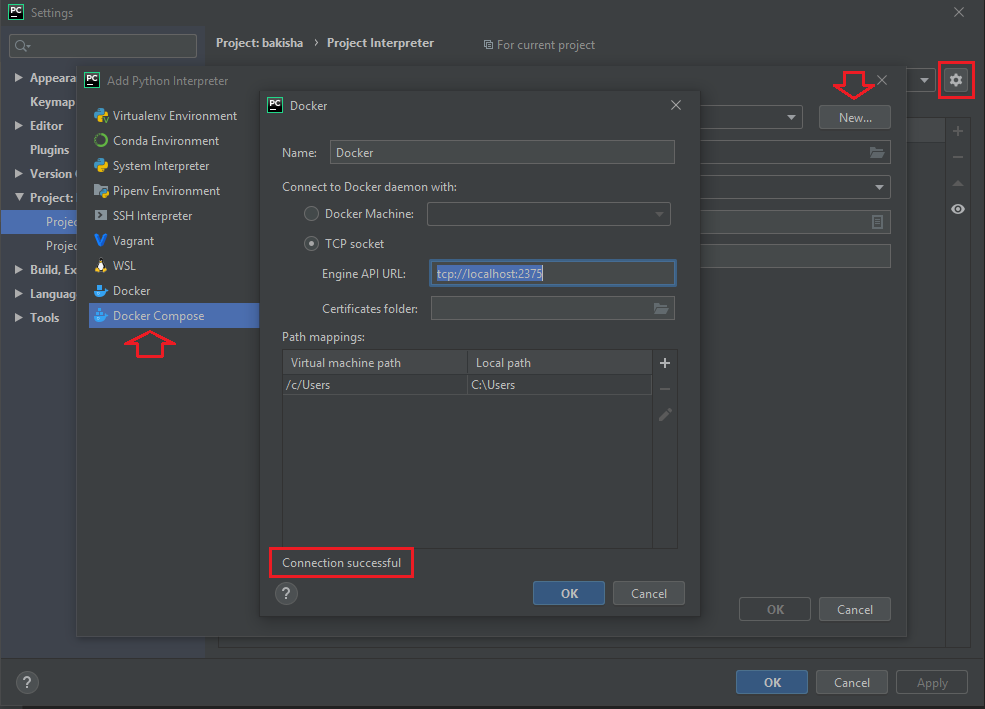 PC Settings
Project: bakisha › Project Interpreter
For current project
Appeara
Keymap
Editor
Plugins
Version
Project:
Projec
Projec
Build, Ex
Languag
Tools
PC Add Python Interpreter
Virtualenv Environment
Conda Environment
System Interpreter
Pipenv Environment
SSH Interpreter
Vagrant
WSL
Docker
Docker Compose
New...
PC Docker
Name: Docker
Connect to Docker daemon with:
Docker Machine:
TCP socket
Engine API URL: tcp://localhost:2375
Certificates folder:
Path mappings:
Virtual machine path Local path
/c/Users C:\Users
Connection successful
? OK Cancel
OK Cancel
? OK Cancel Apply